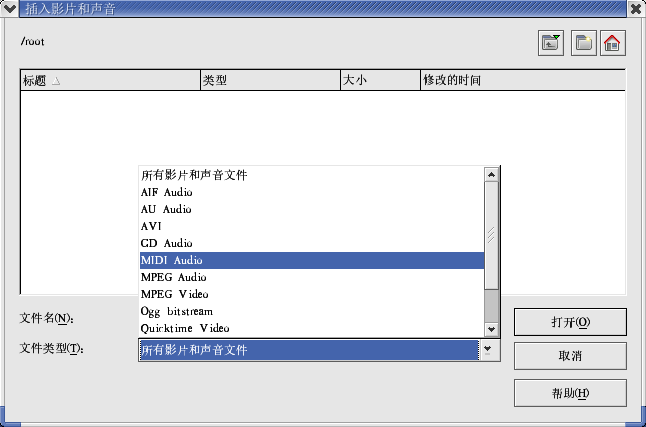 插入影片和声音
/root
标题 类型 大小 修改的时间
所有影片和声音文件
AIF Audio
AU Audio
AVI
CD Audio
MIDI Audio
MPEG Audio
MPEG Video
Ogg bitstream
Quicktime Video
文件名(N):
打开(O)
文件类型(T):
所有影片和声音文件
取消
帮助(H)